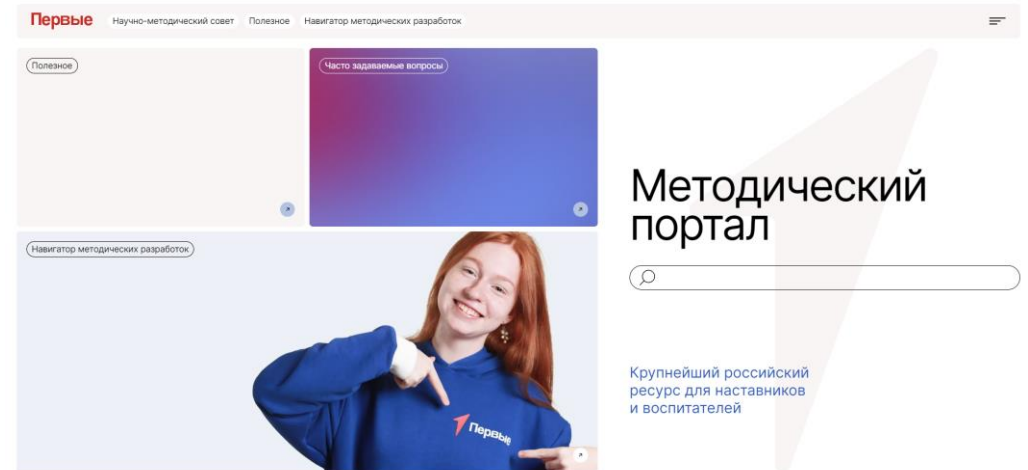 Первые
Научно-методический совет
Полезное
Навигатор методических разработок
Полезное
Часто задаваемые вопросы
Навигатор методических разработок
Первые
Методический
портал
Крупнейший российский
ресурс для наставников
и воспитателей